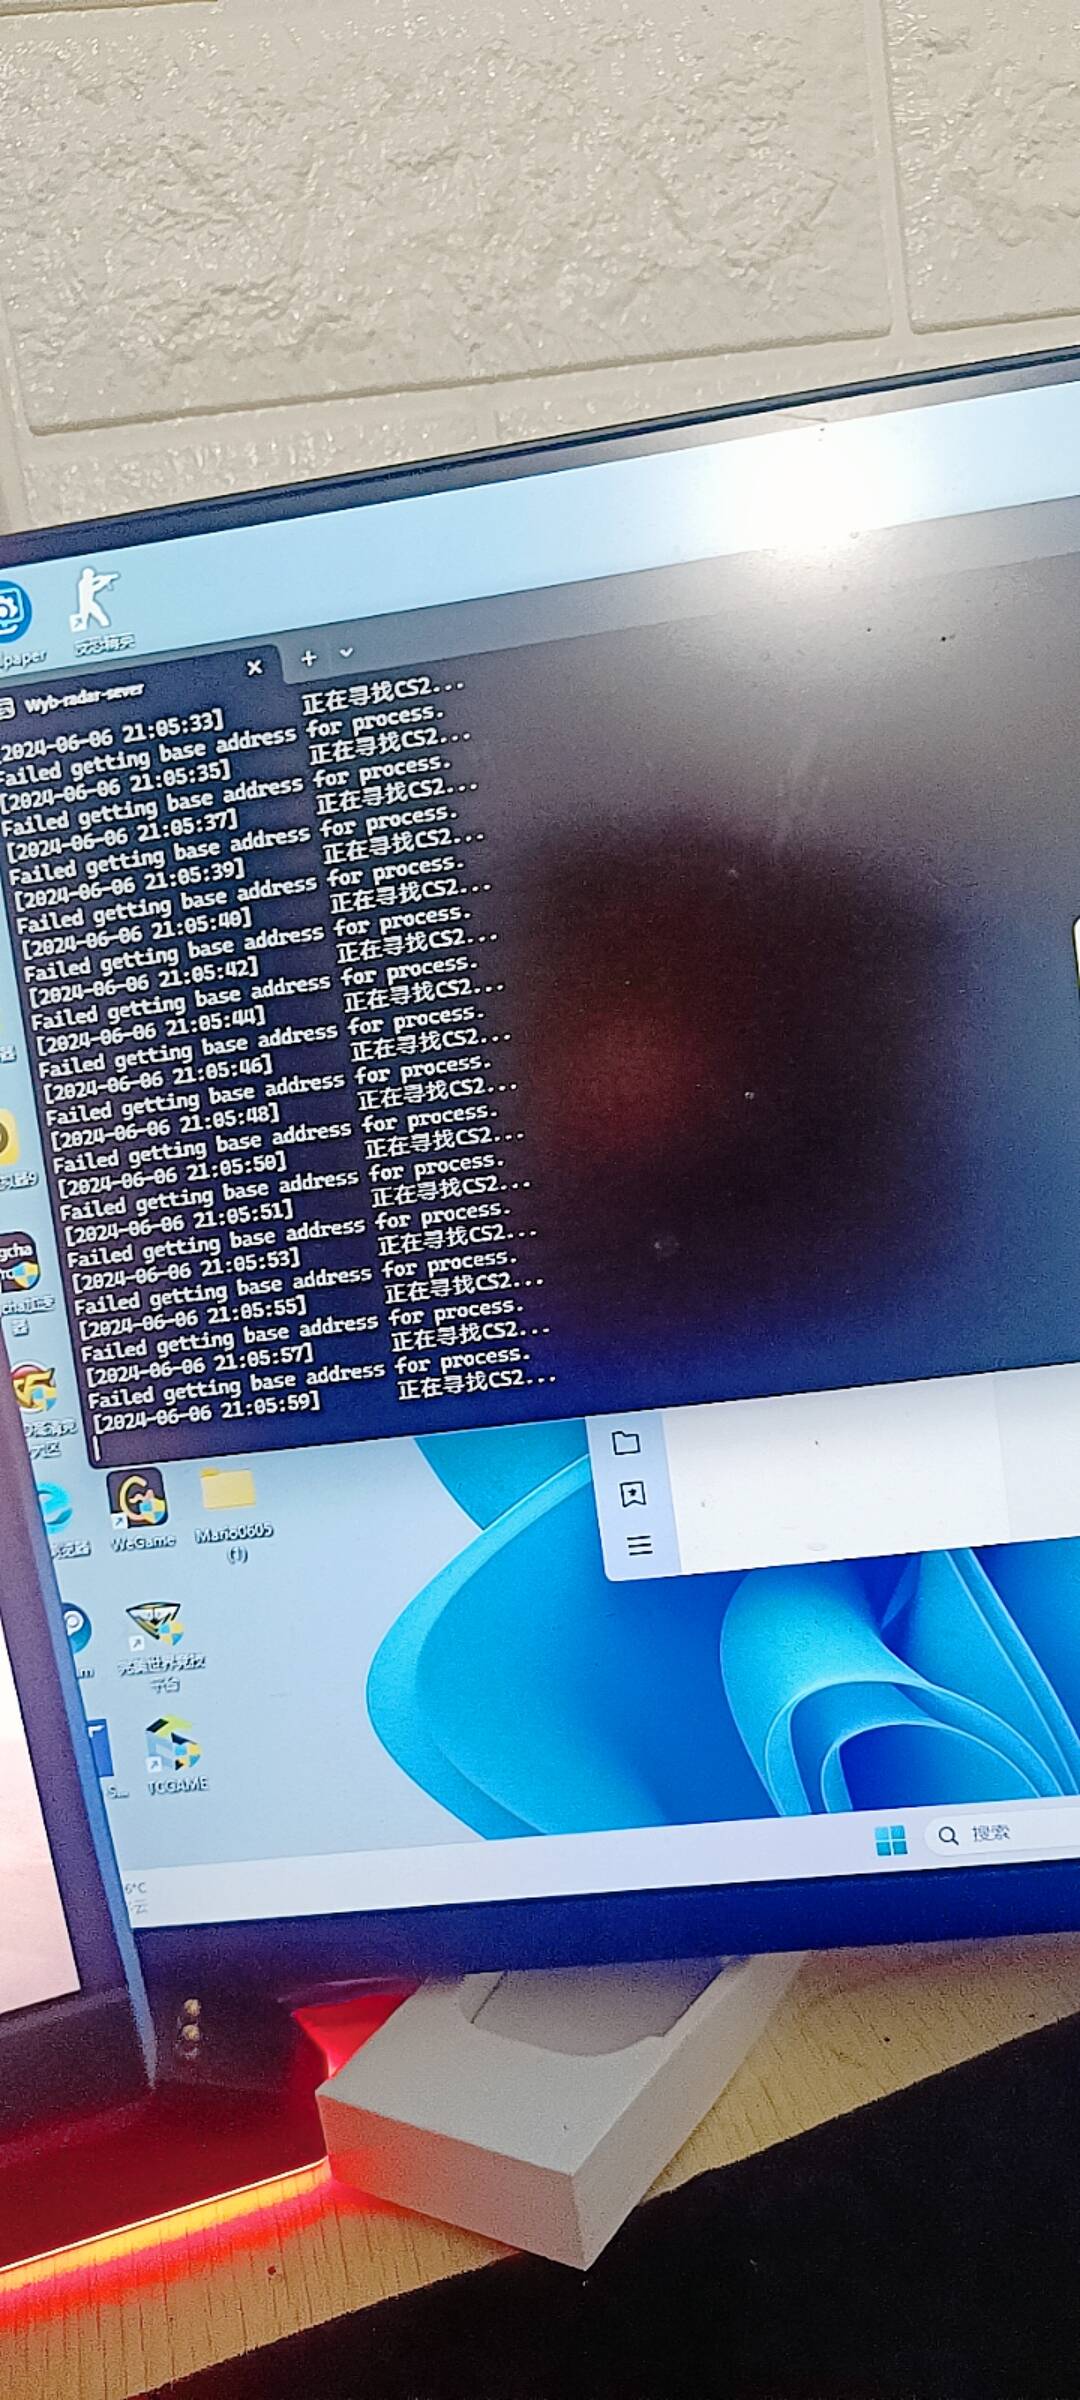 Wyb-radar-sever
[2024-06-06 21:05:33] 正在寻找CS2...
Failed getting base address for process.
[2024-06-06 21:05:35] 正在寻找CS2...
Failed getting base address for process.
[2024-06-06 21:05:37] 正在寻找CS2...
Failed getting base address for process.
[2024-06-06 21:05:39] 正在寻找CS2...
Failed getting base address for process.
[2024-06-06 21:05:40] 正在寻找CS2...
Failed getting base address for process.
[2024-06-06 21:05:42] 正在寻找CS2...
Failed getting base address for process.
[2024-06-06 21:05:44] 正在寻找CS2...
Failed getting base address for process.
[2024-06-06 21:05:46] 正在寻找CS2...
Failed getting base address for process.
[2024-06-06 21:05:48] 正在寻找CS2...
Failed getting base address for process.
[2024-06-06 21:05:50] 正在寻找CS2...
Failed getting base address for process.
[2024-06-06 21:05:51] 正在寻找CS2...
Failed getting base address for process.
[2024-06-06 21:05:53] 正在寻找CS2...
Failed getting base address for process.
[2024-06-06 21:05:55] 正在寻找CS2...
Failed getting base address for process.
[2024-06-06 21:05:57] 正在寻找CS2...
Failed getting base address for process.
[2024-06-06 21:05:59] 正在寻找CS2...
WeGame
Mario0605
(1)
完美世界竞技
平台
TCGAME
搜索